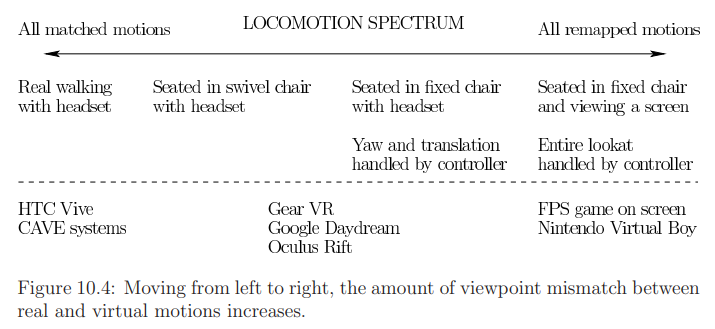 LOCOMOTION SPECTRUM
All matched motions
All remapped motions
Real walking
with headset
Seated in swivel chair
with headset
Seated in fixed chair
with headset
Yaw and translation
handled by controller
Seated in fixed chair
and viewing a screen
Entire lookat
handled by controller
HTC Vive
CAVE systems
Gear VR
Google Daydream
Oculus Rift
FPS game on screen
Nintendo Virtual Boy
Figure 10.4: Moving from left to right, the amount of viewpoint mismatch between
real and virtual motions increases.